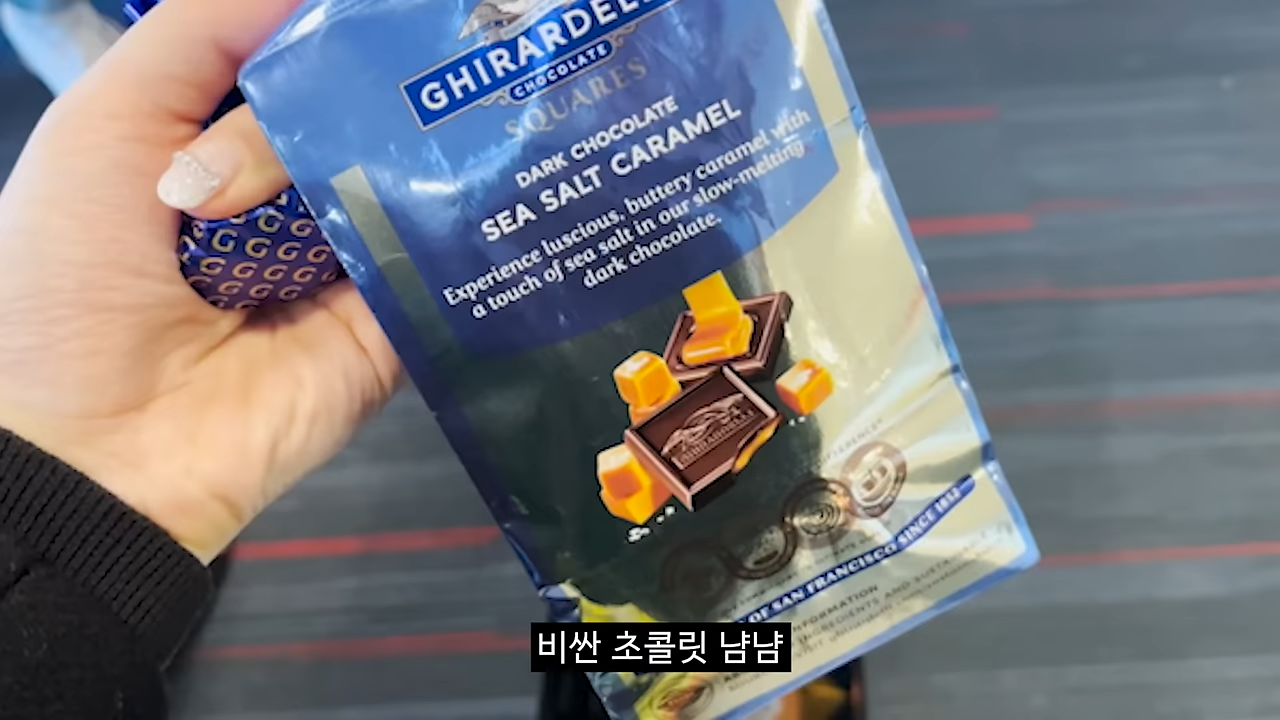 GHIRARDELLI
CHOCOLATE
SQUARES
DARK CHOCOLATE
SEA SALT CARAMEL
Experience luscious, buttery caramel with
a touch of sea salt in our slow-melting
dark chocolate.
OF SAN FRANCISCO SINCE 1852
비싼 초콜릿 냠냠